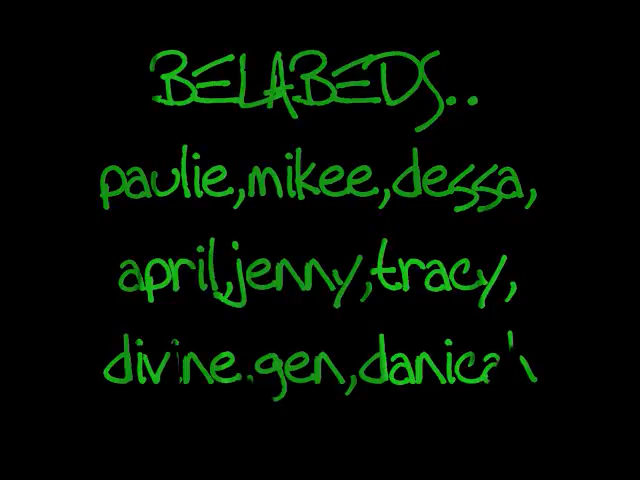 BELABEDS..
paulie,mikee,dessa,
april,jenny,tracy,
divine.gen,danica